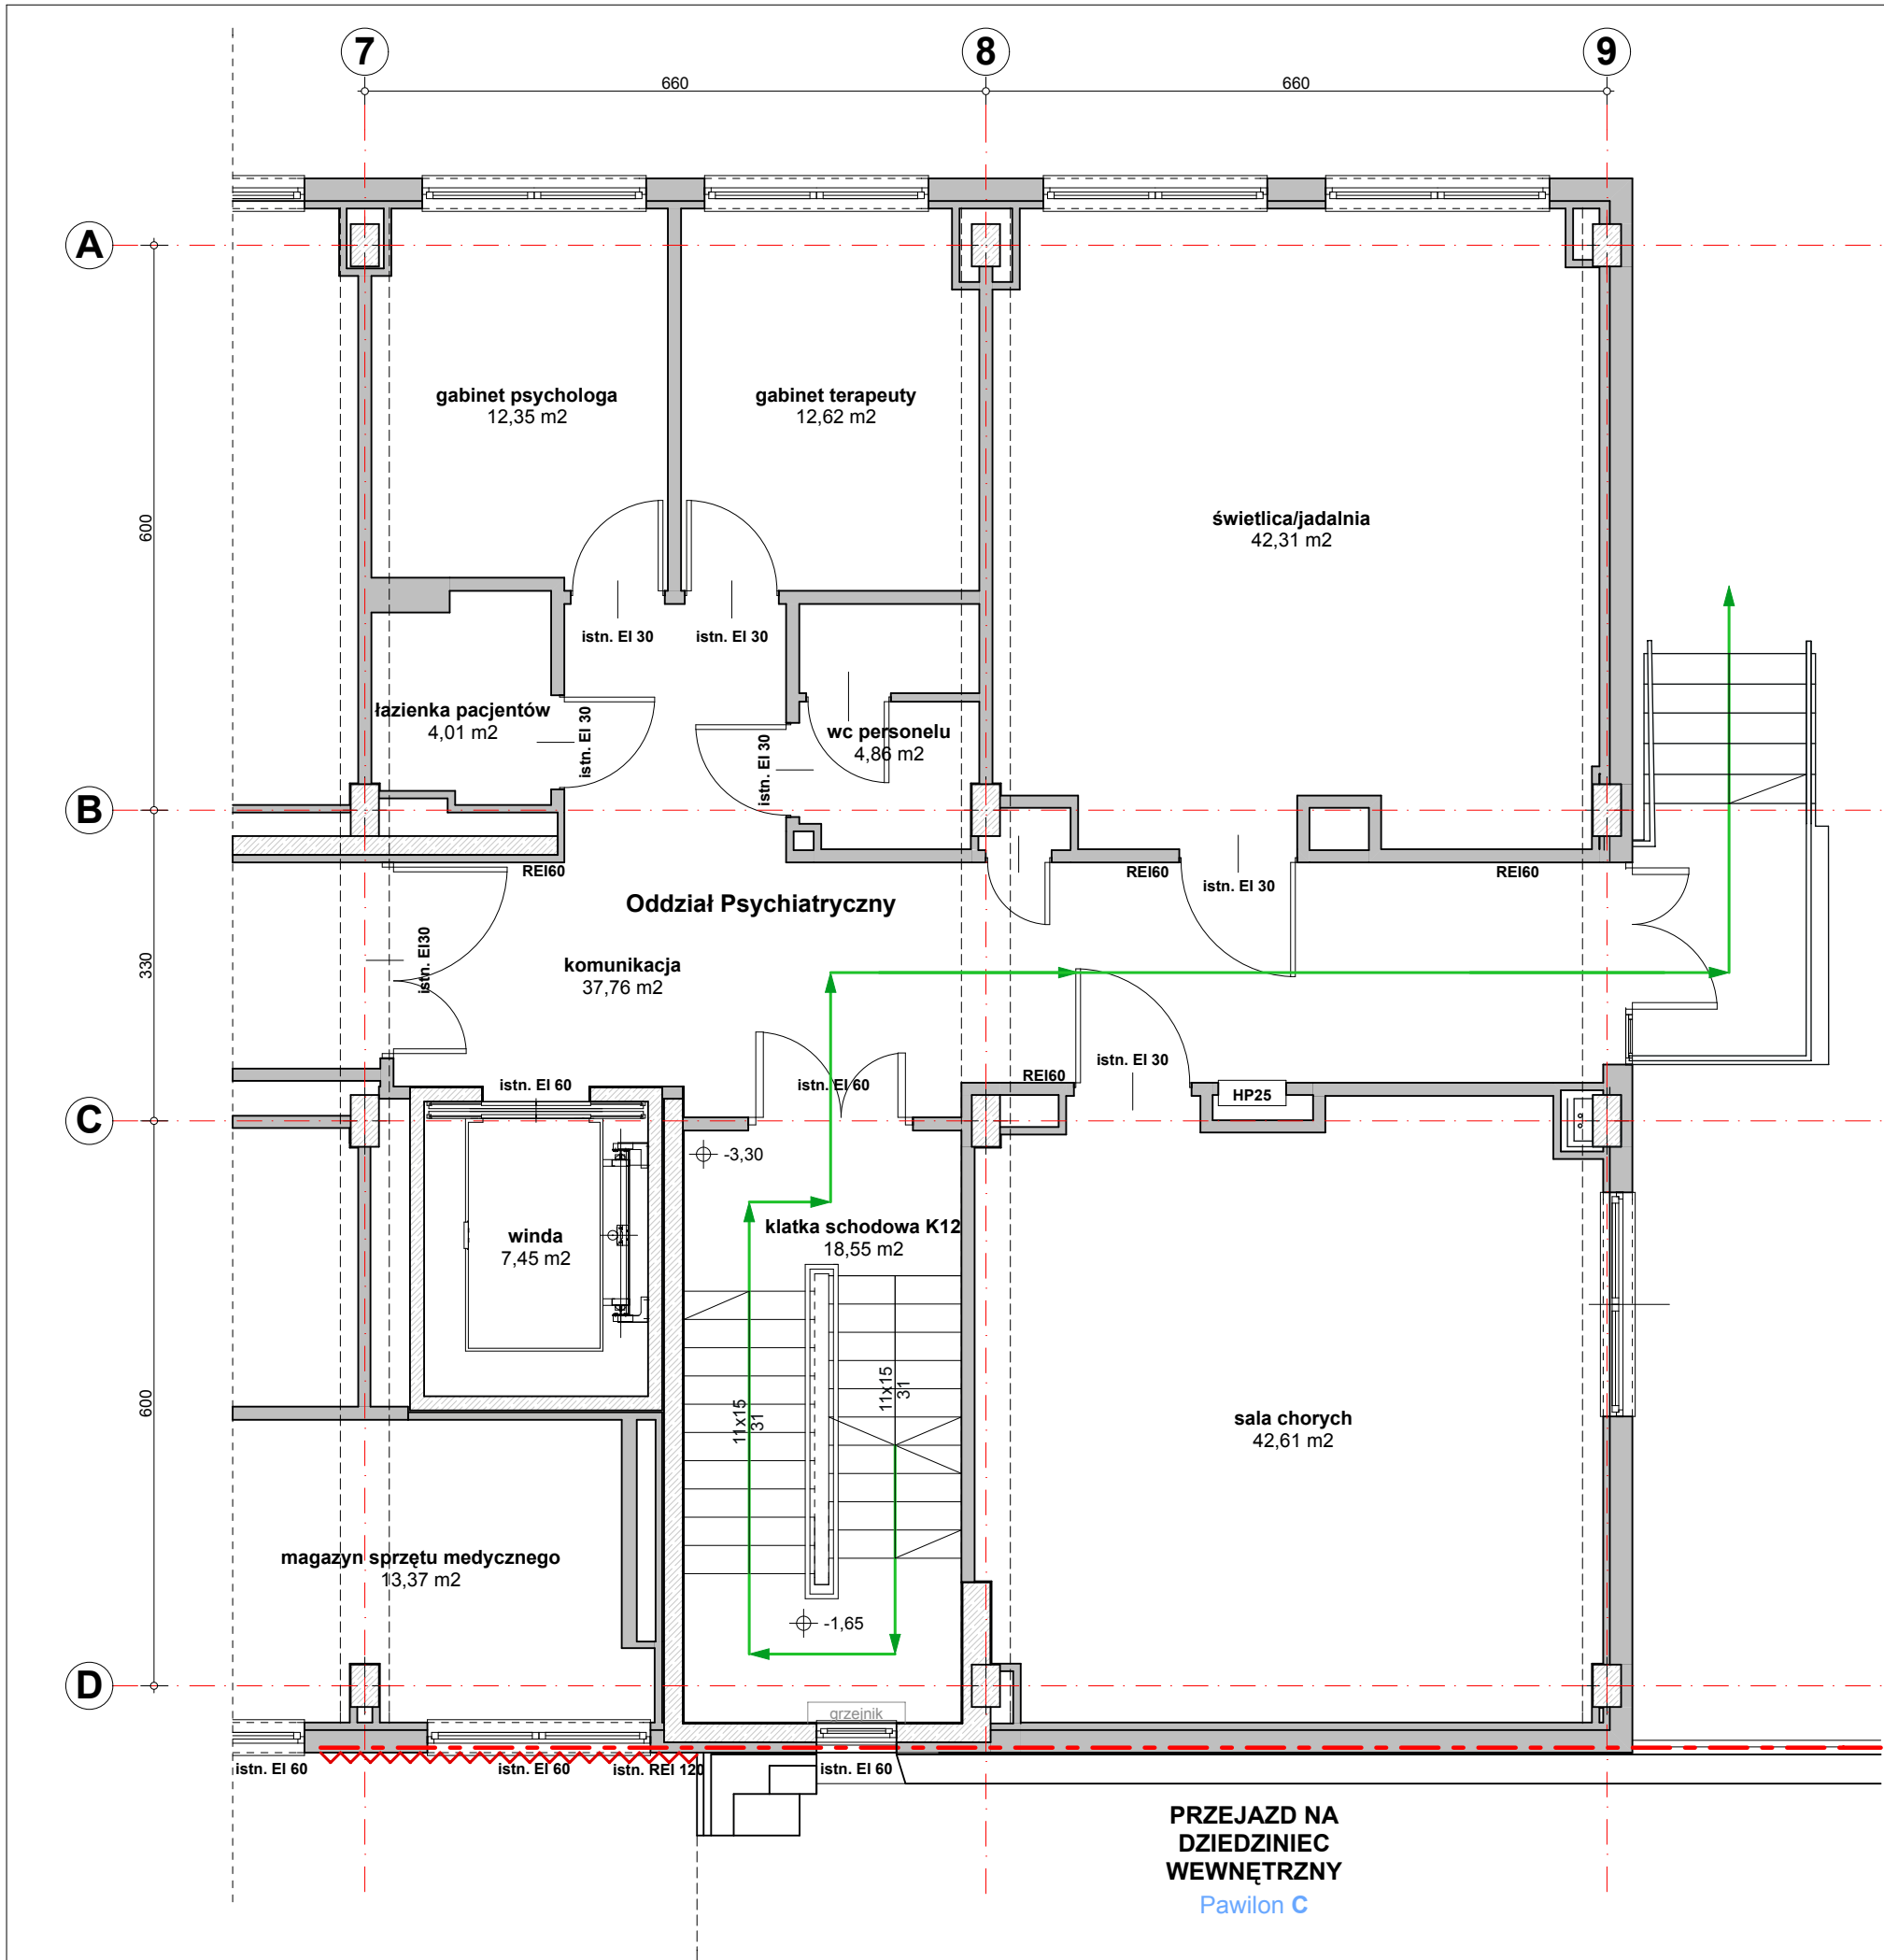 7
8
9
660
660
A
600
gabinet psychologa
12,35 m2
gabinet terapeuty
12,62 m2
świetlica/jadalnia
42,31 m2
istn. EI 30
istn. EI 30
łazienka pacjentów
4,01 m2
istn. EI 30
istn. EI 30
wc personelu
4,86 m2
B
REI60
REI60
REI60
istn. EI 30
Oddział Psychiatryczny
330
istn. EI30
komunikacja
37,76 m2
istn. EI 60
istn. EI 60
REI60
istn. EI 30
HP25
C
-3,30
winda
7,45 m2
klatka schodowa K12
18,55 m2
600
11x15
31
11x15
31
sala chorych
42,61 m2
magazyn sprzętu medycznego
13,37 m2
-1,65
D
grzejnik
istn. EI 60
istn. EI 60
istn. REI 120
istn. EI 60
PRZEJAZD NA
DZIEDZINIEC
WEWNĘTRZNY
Pawilon C